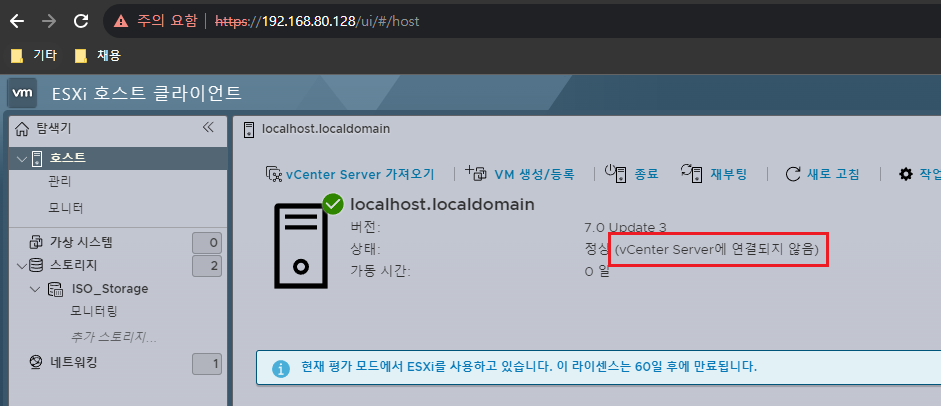 주의 요함 https://192.168.80.128/ui/#/host
기타 채용
vm ESXi 호스트 클라이언트
탐색기
호스트
관리
모니터
가상 시스템 0
스토리지 2
ISO_Storage
모니터링
추가 스토리지...
네트워킹 1
localhost.localdomain
vCenter Server 가져오기 VM 생성/등록 종료 재부팅 새로 고침 작업
localhost.localdomain
버전: 7.0 Update 3
상태: 정상 (vCenter Server에 연결되지 않음)
가동 시간: 0 일
현재 평가 모드에서 ESXi를 사용하고 있습니다. 이 라이센스는 60일 후에 만료됩니다.